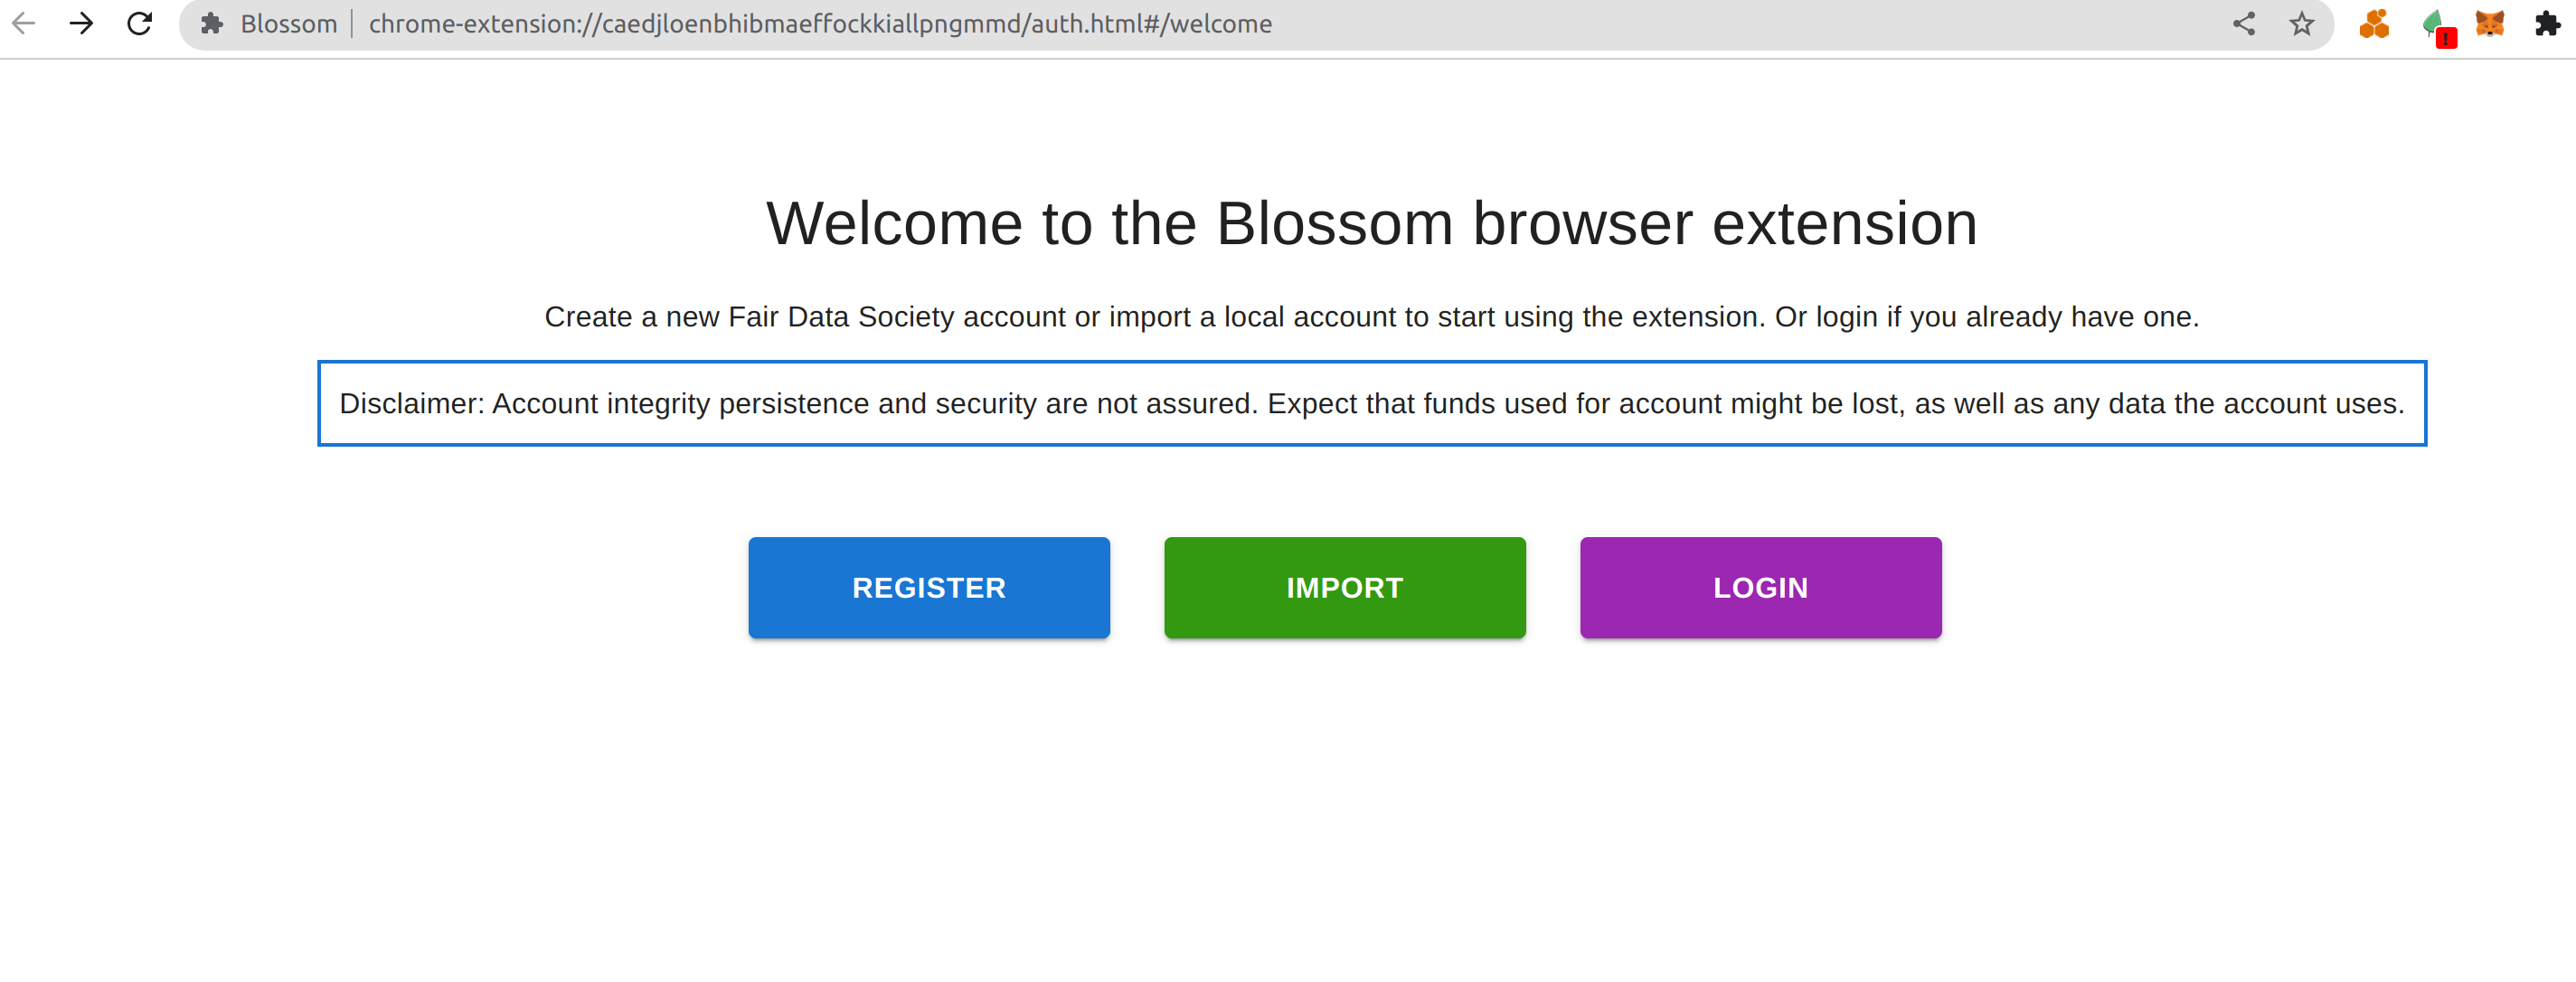 Blossom | chrome-extension://caedjloenbhibmaeffockkiallpngmmd/auth.html#/welcome
!
Welcome to the Blossom browser extension
Create a new Fair Data Society account or import a local account to start using the extension. Or login if you already have one.
Disclaimer: Account integrity persistence and security are not assured. Expect that funds used for account might be lost, as well as any data the account uses.
REGISTER
IMPORT
LOGIN